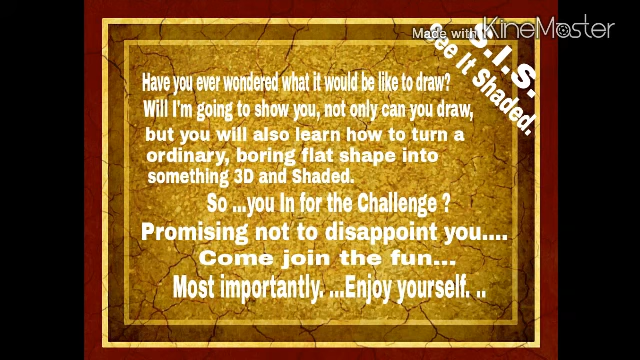 Made with KINEMASTER
S.I.S.
See It Shaded.
Have you ever wondered what it would be like to draw?
Will I'm going to show you, not only can you draw,
but you will also learn how to turn a
ordinary, boring flat shape into
something 3D and Shaded.
So ...you In for the Challenge ?
Promising not to disappoint you....
Come join the fun...
Most importantly. ...Enjoy yourself. ..